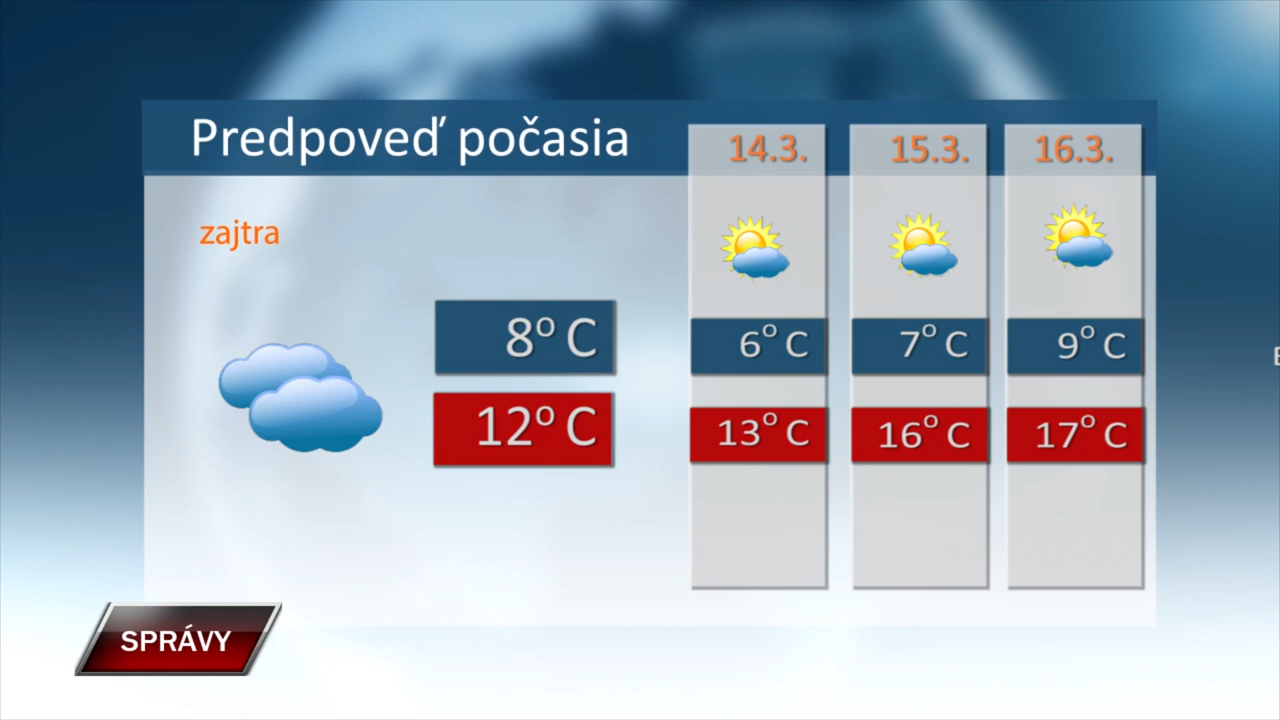 Predpoveď počasia
14.3.
15.3.
16.3.
zajtra
8° C
12° C
6° C
7° C
9° C
13° C
16° C
17° C
SPRÁVY